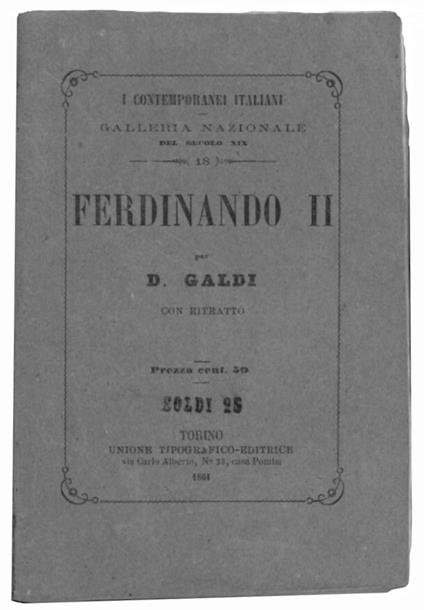 I CONTEMPORANEI ITALIANI
GALLERIA NAZIONALE
DEL SECOLO XIX
18
FERDINANDO II
per
D. GALDI
CON RITRATTO
Prezzo cent. 50
SOLDI 25
TORINO
UNIONE TIPOGRAFICO-EDITRICE
via Carlo Alberto, N° 33, casa Pomba
1861